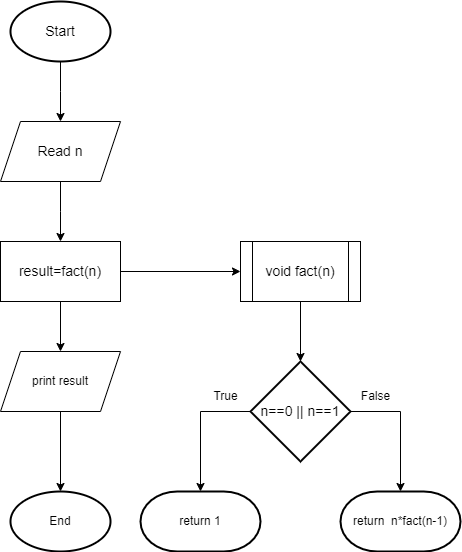 Start
Read n
result=fact(n)
void fact(n)
print result
True
False
n==0 || n==1
End
return 1
return n*fact(n-1)